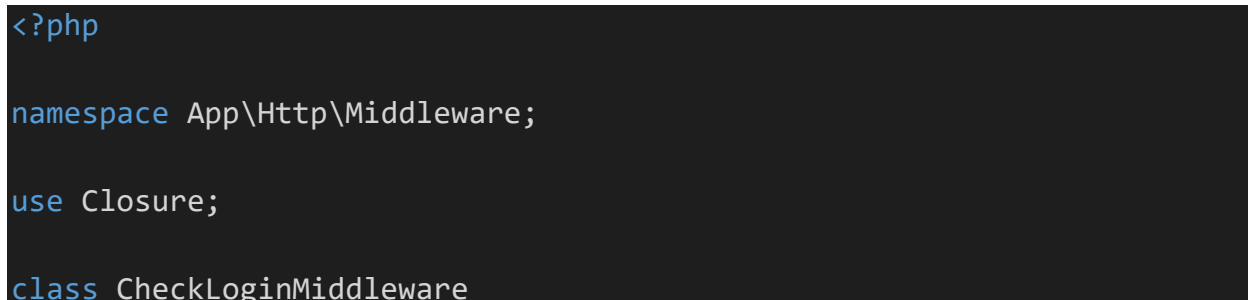 <?php
namespace App\Http\Middleware;
use Closure;
class CheckLoginMiddleware